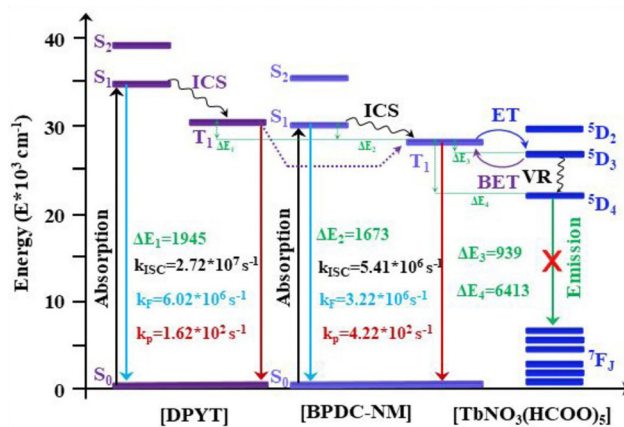 Energy (E*10³ cm⁻¹)
40
30
20
10
0
S₂
S₁
ICS
T₁
ΔE₁
Absorption
ΔE₁=1945
k_ISC=2.72*10⁷ s⁻¹
k_F=6.02*10⁶ s⁻¹
k_p=1.62*10² s⁻¹
S₀
[DPYT]
S₂
S₁
ICS
ΔE₂
T₁
Absorption
ΔE₂=1673
k_ISC=5.41*10⁶ s⁻¹
k_F=3.22*10⁶ s⁻¹
k_p=4.22*10² s⁻¹
S₀
[BPDC-NM]
ET
BET
ΔE₃
ΔE₄
VR
⁵D₂
⁵D₃
⁵D₄
ΔE₃=939
ΔE₄=6413
Emission
⁷F_J
[TbNO₃(HCOO)₅]